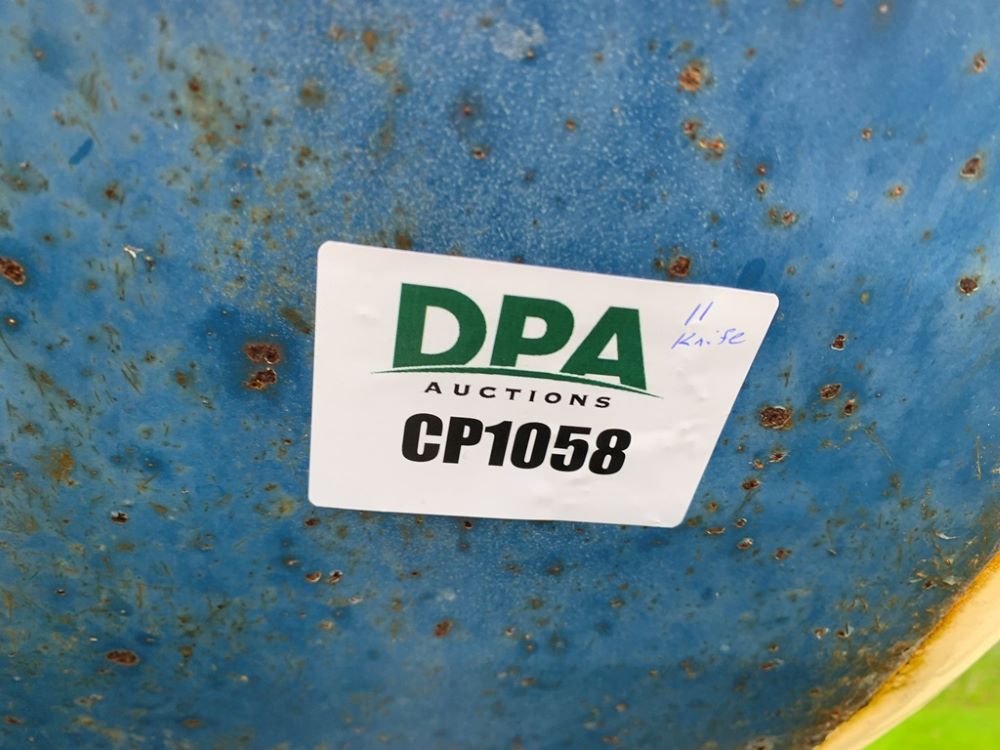 DPA
AUCTIONS
CP1058
11
Knife